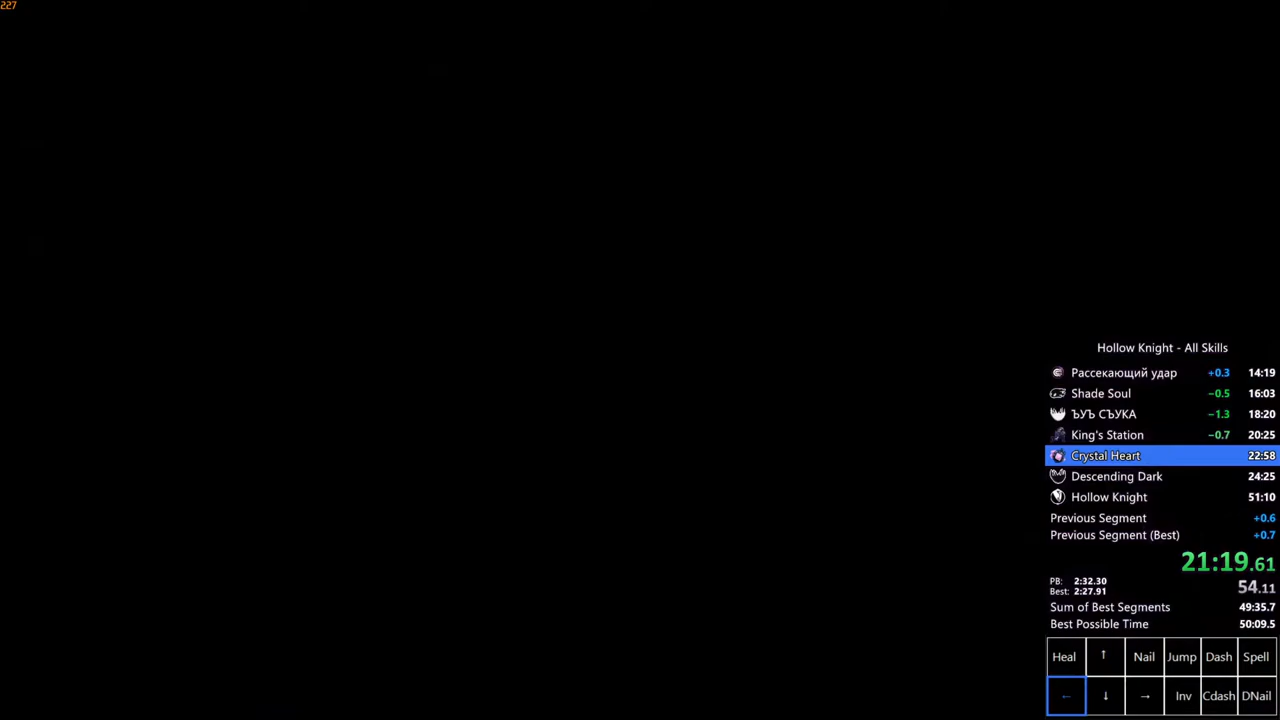 227
Hollow Knight - All Skills
Рассекающий удар +0.3 14:19
Shade Soul −0.5 16:03
ЪУЪ СЪУКА −1.3 18:20
King's Station −0.7 20:25
Crystal Heart 22:58
Descending Dark 24:25
Hollow Knight 51:10
Previous Segment +0.6
Previous Segment (Best) +0.7
21:19.61
PB: 2:32.30 54.11
Best: 2:27.91
Sum of Best Segments 49:35.7
Best Possible Time 50:09.5
Heal ↑ Nail Jump Dash Spell
← ↓ → Inv Cdash DNail